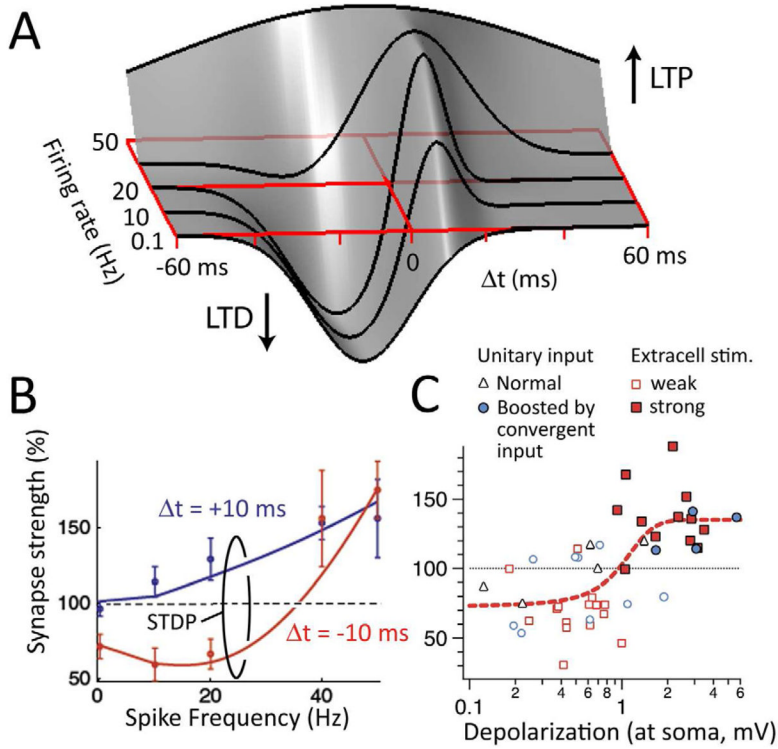 A
LTP
Firing rate (Hz)
50
20
10
0.1
-60 ms
0
60 ms
Δt (ms)
LTD
B
Synapse strength (%)
150
100
50
Δt = +10 ms
STDP
Δt = -10 ms
0
20
40
Spike Frequency (Hz)
Unitary input
Normal
Boosted by
convergent
input
Extracell stim.
weak
strong
C
150
100
50
0.1
2
4
6
8
1
2
4
6
Depolarization (at soma, mV)